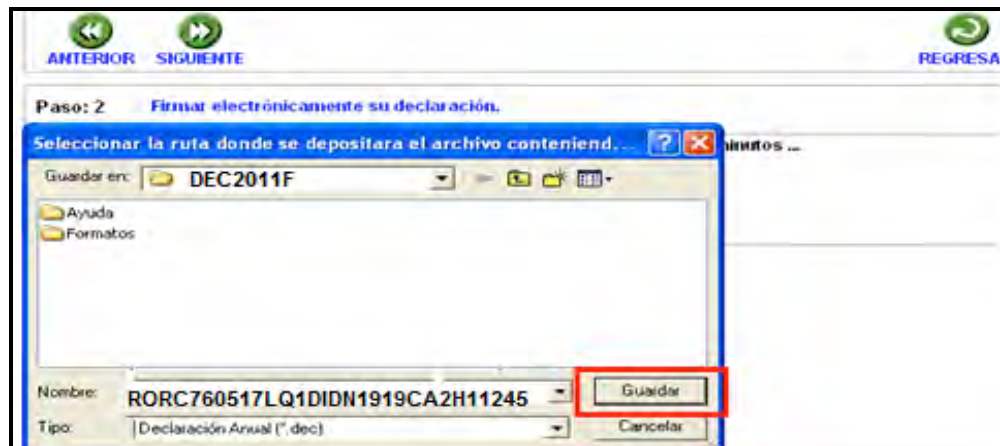 ANTERIOR SIGUIENTE REGRESA
Paso: 2 Firmar electrónicamente su declaración.
Seleccionar la ruta donde se depositara el archivo conteniend...
inutos ...
Guardar en: DEC2011F
Ayuda
Formatos
Nombre: RORC760517LQ1DIDN1919CA2H11245 Guardar
Tipo: Declaración Anual (*.dec) Cancelar